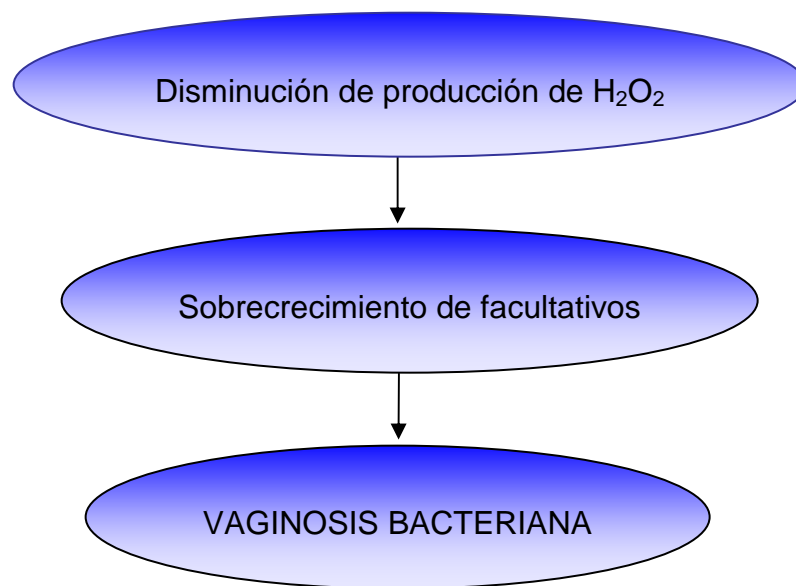 Disminución de producción de H₂O₂
Sobrecrecimiento de facultativos
VAGINOSIS BACTERIANA